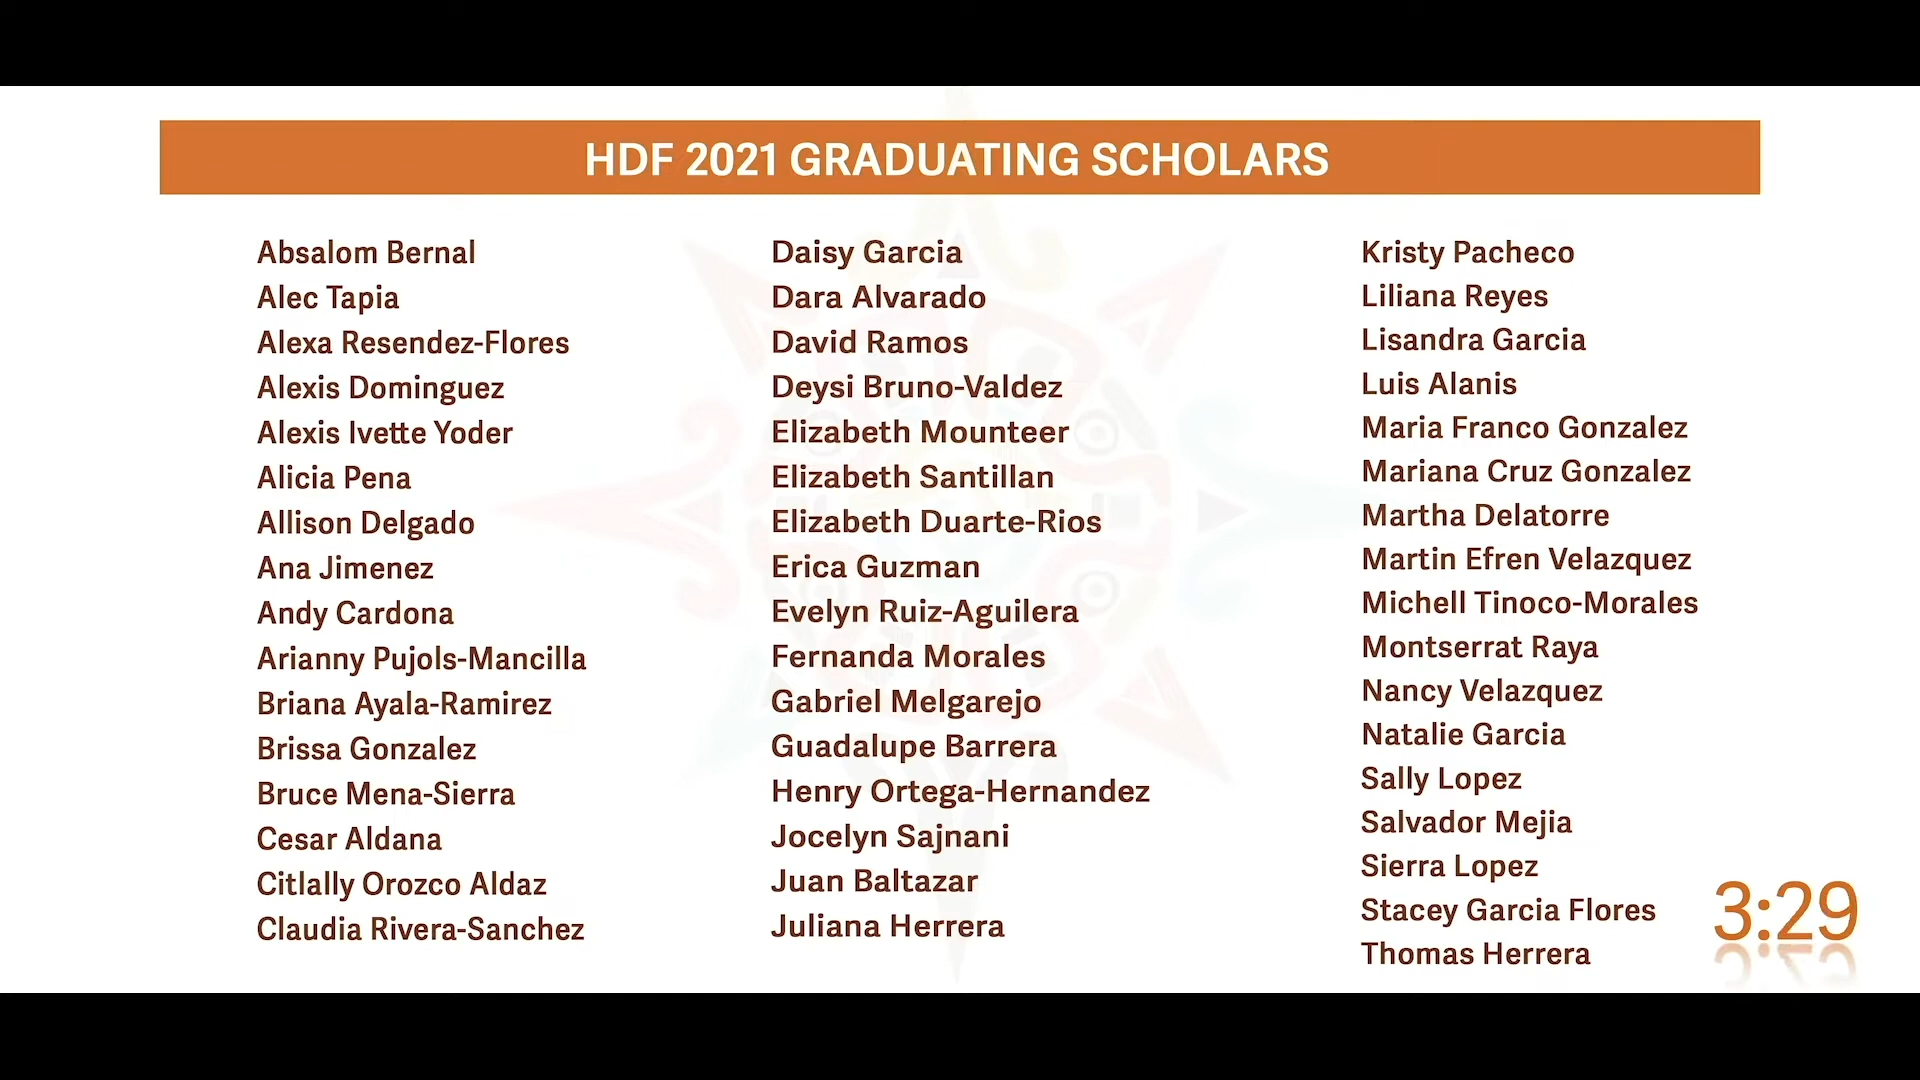 HDF 2021 GRADUATING SCHOLARS
Absalom Bernal
Alec Tapia
Alexa Resendez-Flores
Alexis Dominguez
Alexis Ivette Yoder
Alicia Pena
Allison Delgado
Ana Jimenez
Andy Cardona
Arianny Pujols-Mancilla
Briana Ayala-Ramirez
Brissa Gonzalez
Bruce Mena-Sierra
Cesar Aldana
Citlally Orozco Aldaz
Claudia Rivera-Sanchez
Daisy Garcia
Dara Alvarado
David Ramos
Deysi Bruno-Valdez
Elizabeth Mounteer
Elizabeth Santillan
Elizabeth Duarte-Rios
Erica Guzman
Evelyn Ruiz-Aguilera
Fernanda Morales
Gabriel Melgarejo
Guadalupe Barrera
Henry Ortega-Hernandez
Jocelyn Sajnani
Juan Baltazar
Juliana Herrera
Kristy Pacheco
Liliana Reyes
Lisandra Garcia
Luis Alanis
Maria Franco Gonzalez
Mariana Cruz Gonzalez
Martha Delatorre
Martin Efren Velazquez
Michell Tinoco-Morales
Montserrat Raya
Nancy Velazquez
Natalie Garcia
Sally Lopez
Salvador Mejia
Sierra Lopez
Stacey Garcia Flores
Thomas Herrera
3:29